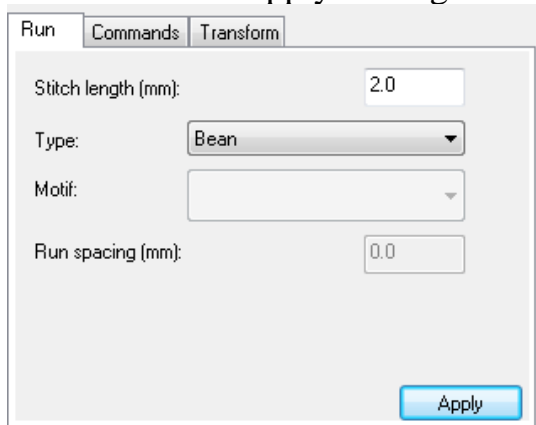 Run Commands Transform
Stitch length (mm): 2.0
Type: Bean
Motif:
Run spacing (mm): 0.0
Apply